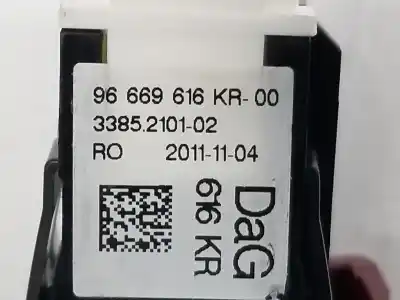 96 669 616 KR-00
3385.2101-02
RO 2011-11-04
DaG
616 KR